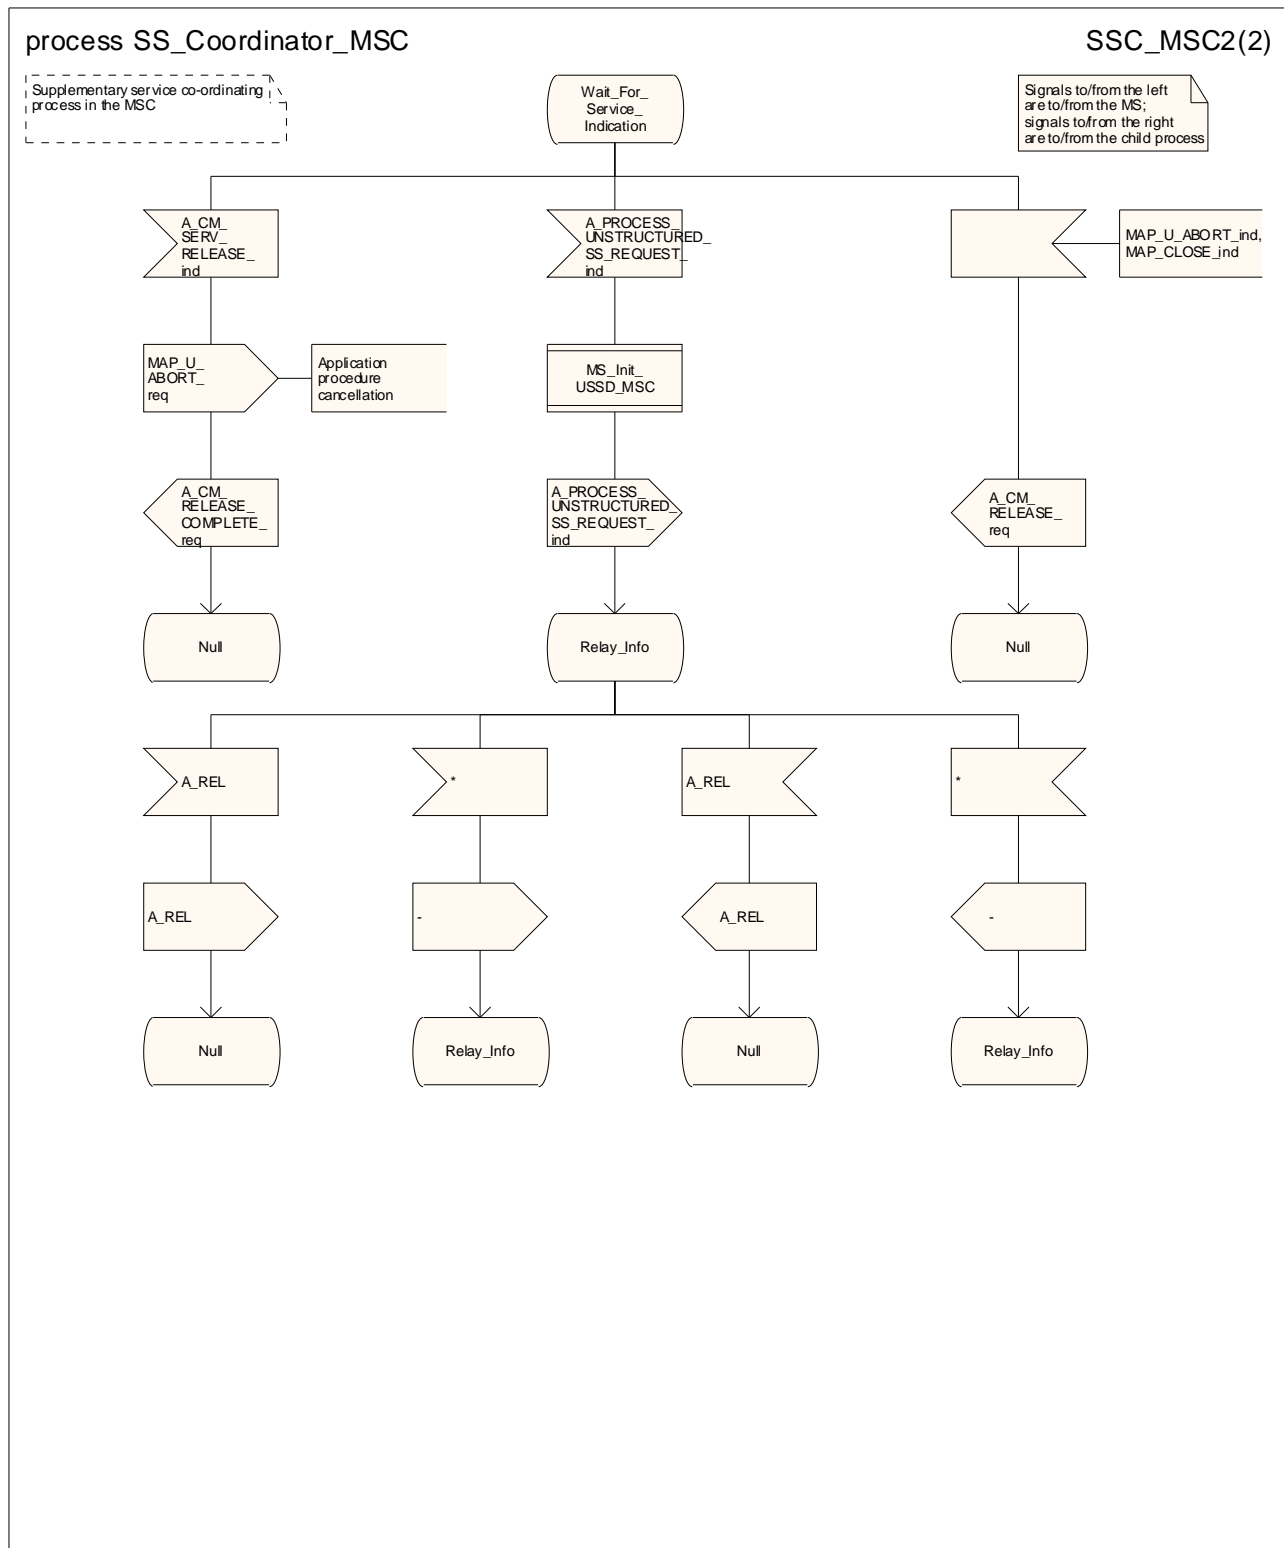 process SS_Coordinator_MSC
SSC_MSC2(2)
Supplementary service co-ordinating
process in the MSC
Wait_For_
Service_
Indication
Signals to/from the left
are to/from the MS;
signals to/from the right
are to/from the child process
A_CM_
SERV_
RELEASE_
ind
A_PROCESS_
UNSTRUCTURED_
SS_REQUEST_
ind
MAP_U_ABORT_ind,
MAP_CLOSE_ind
MAP_U_
ABORT_
req
Application
procedure
cancellation
MS_Init_
USSD_MSC
A_CM_
RELEASE_
COMPLETE_
req
A_PROCESS_
UNSTRUCTURED_
SS_REQUEST_
ind
A_CM_
RELEASE_
req
Null
Relay_Info
Null
A_REL
*
A_REL
*
A_REL
-
A_REL
-
Null
Relay_Info
Null
Relay_Info